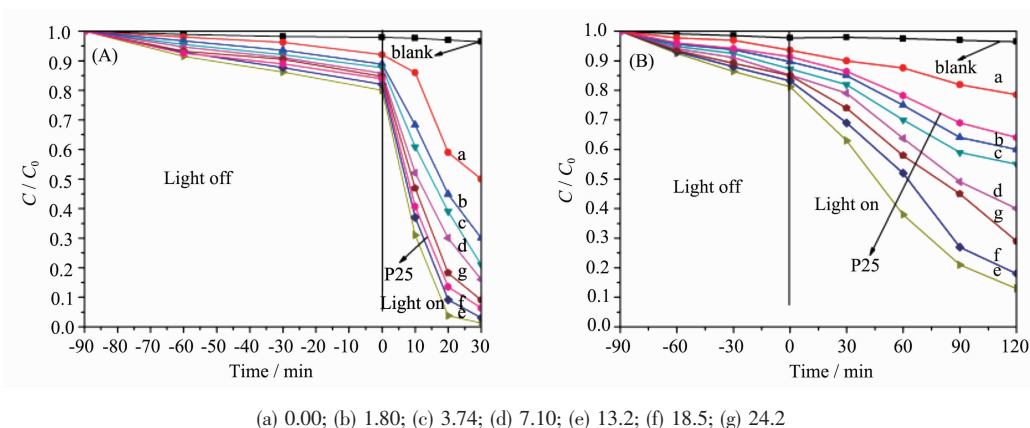 (A)
blank
a
b
c
d
g
f
e
P25
Light off
Light on
C / C0
1.0
0.9
0.8
0.7
0.6
0.5
0.4
0.3
0.2
0.1
0.0
-90 -80 -70 -60 -50 -40 -30 -20 -10 0 10 20 30
Time / min
(B)
blank
a
b
c
d
g
f
e
P25
Light off
Light on
C / C0
1.0
0.9
0.8
0.7
0.6
0.5
0.4
0.3
0.2
0.1
0.0
-90 -60 -30 0 30 60 90 120
Time / min
(a) 0.00; (b) 1.80; (c) 3.74; (d) 7.10; (e) 13.2; (f) 18.5; (g) 24.2